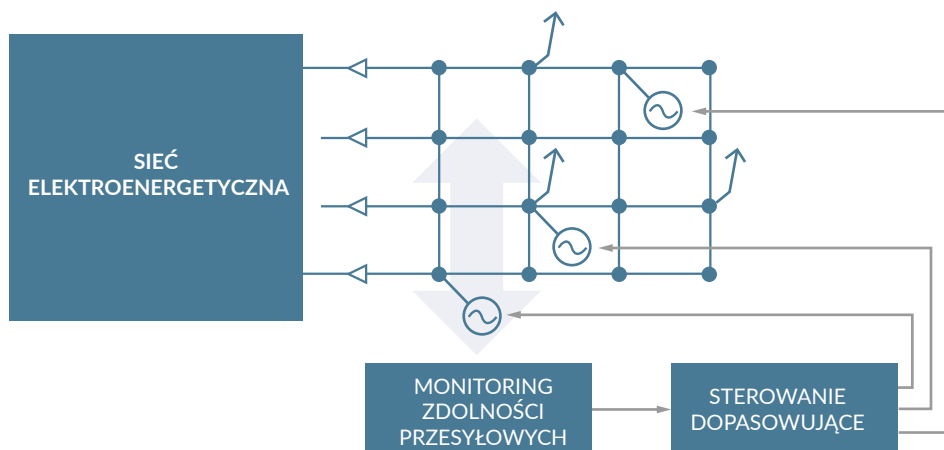 SIEĆ
ELEKTROENERGETYCZNA
MONITORING
ZDOLNOŚCI
PRZESYŁOWYCH
STEROWANIE
DOPASOWUJĄCE